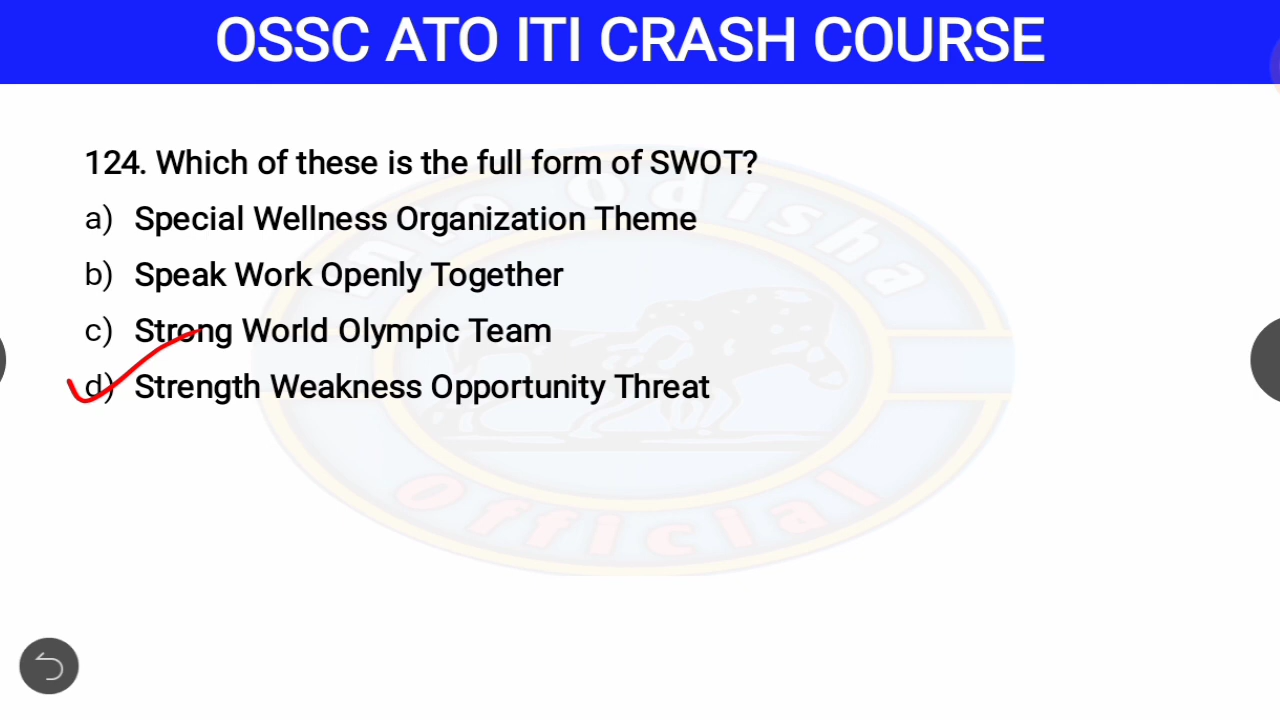 OSSC ATO ITI CRASH COURSE
124. Which of these is the full form of SWOT?
a) Special Wellness Organization Theme
b) Speak Work Openly Together
c) Strong World Olympic Team
d) Strength Weakness Opportunity Threat
Official